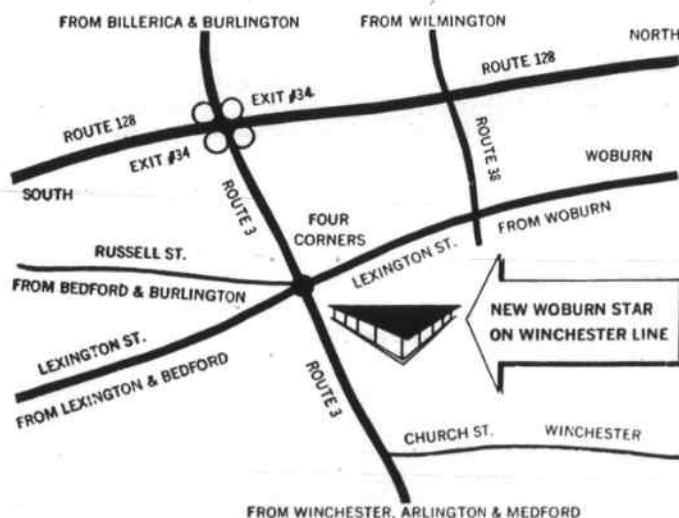 FROM BILLERICA & BURLINGTON
FROM WILMINGTON
NORTH
ROUTE 128
EXIT #34
ROUTE 128
EXIT #34
ROUTE 38
SOUTH
ROUTE 3
WOBURN
FROM WOBURN
FOUR
CORNERS
LEXINGTON ST.
RUSSELL ST.
FROM BEDFORD & BURLINGTON
NEW WOBURN STAR
ON WINCHESTER LINE
LEXINGTON ST.
FROM LEXINGTON & BEDFORD
ROUTE 3
CHURCH ST.
WINCHESTER
FROM WINCHESTER, ARLINGTON & MEDFORD